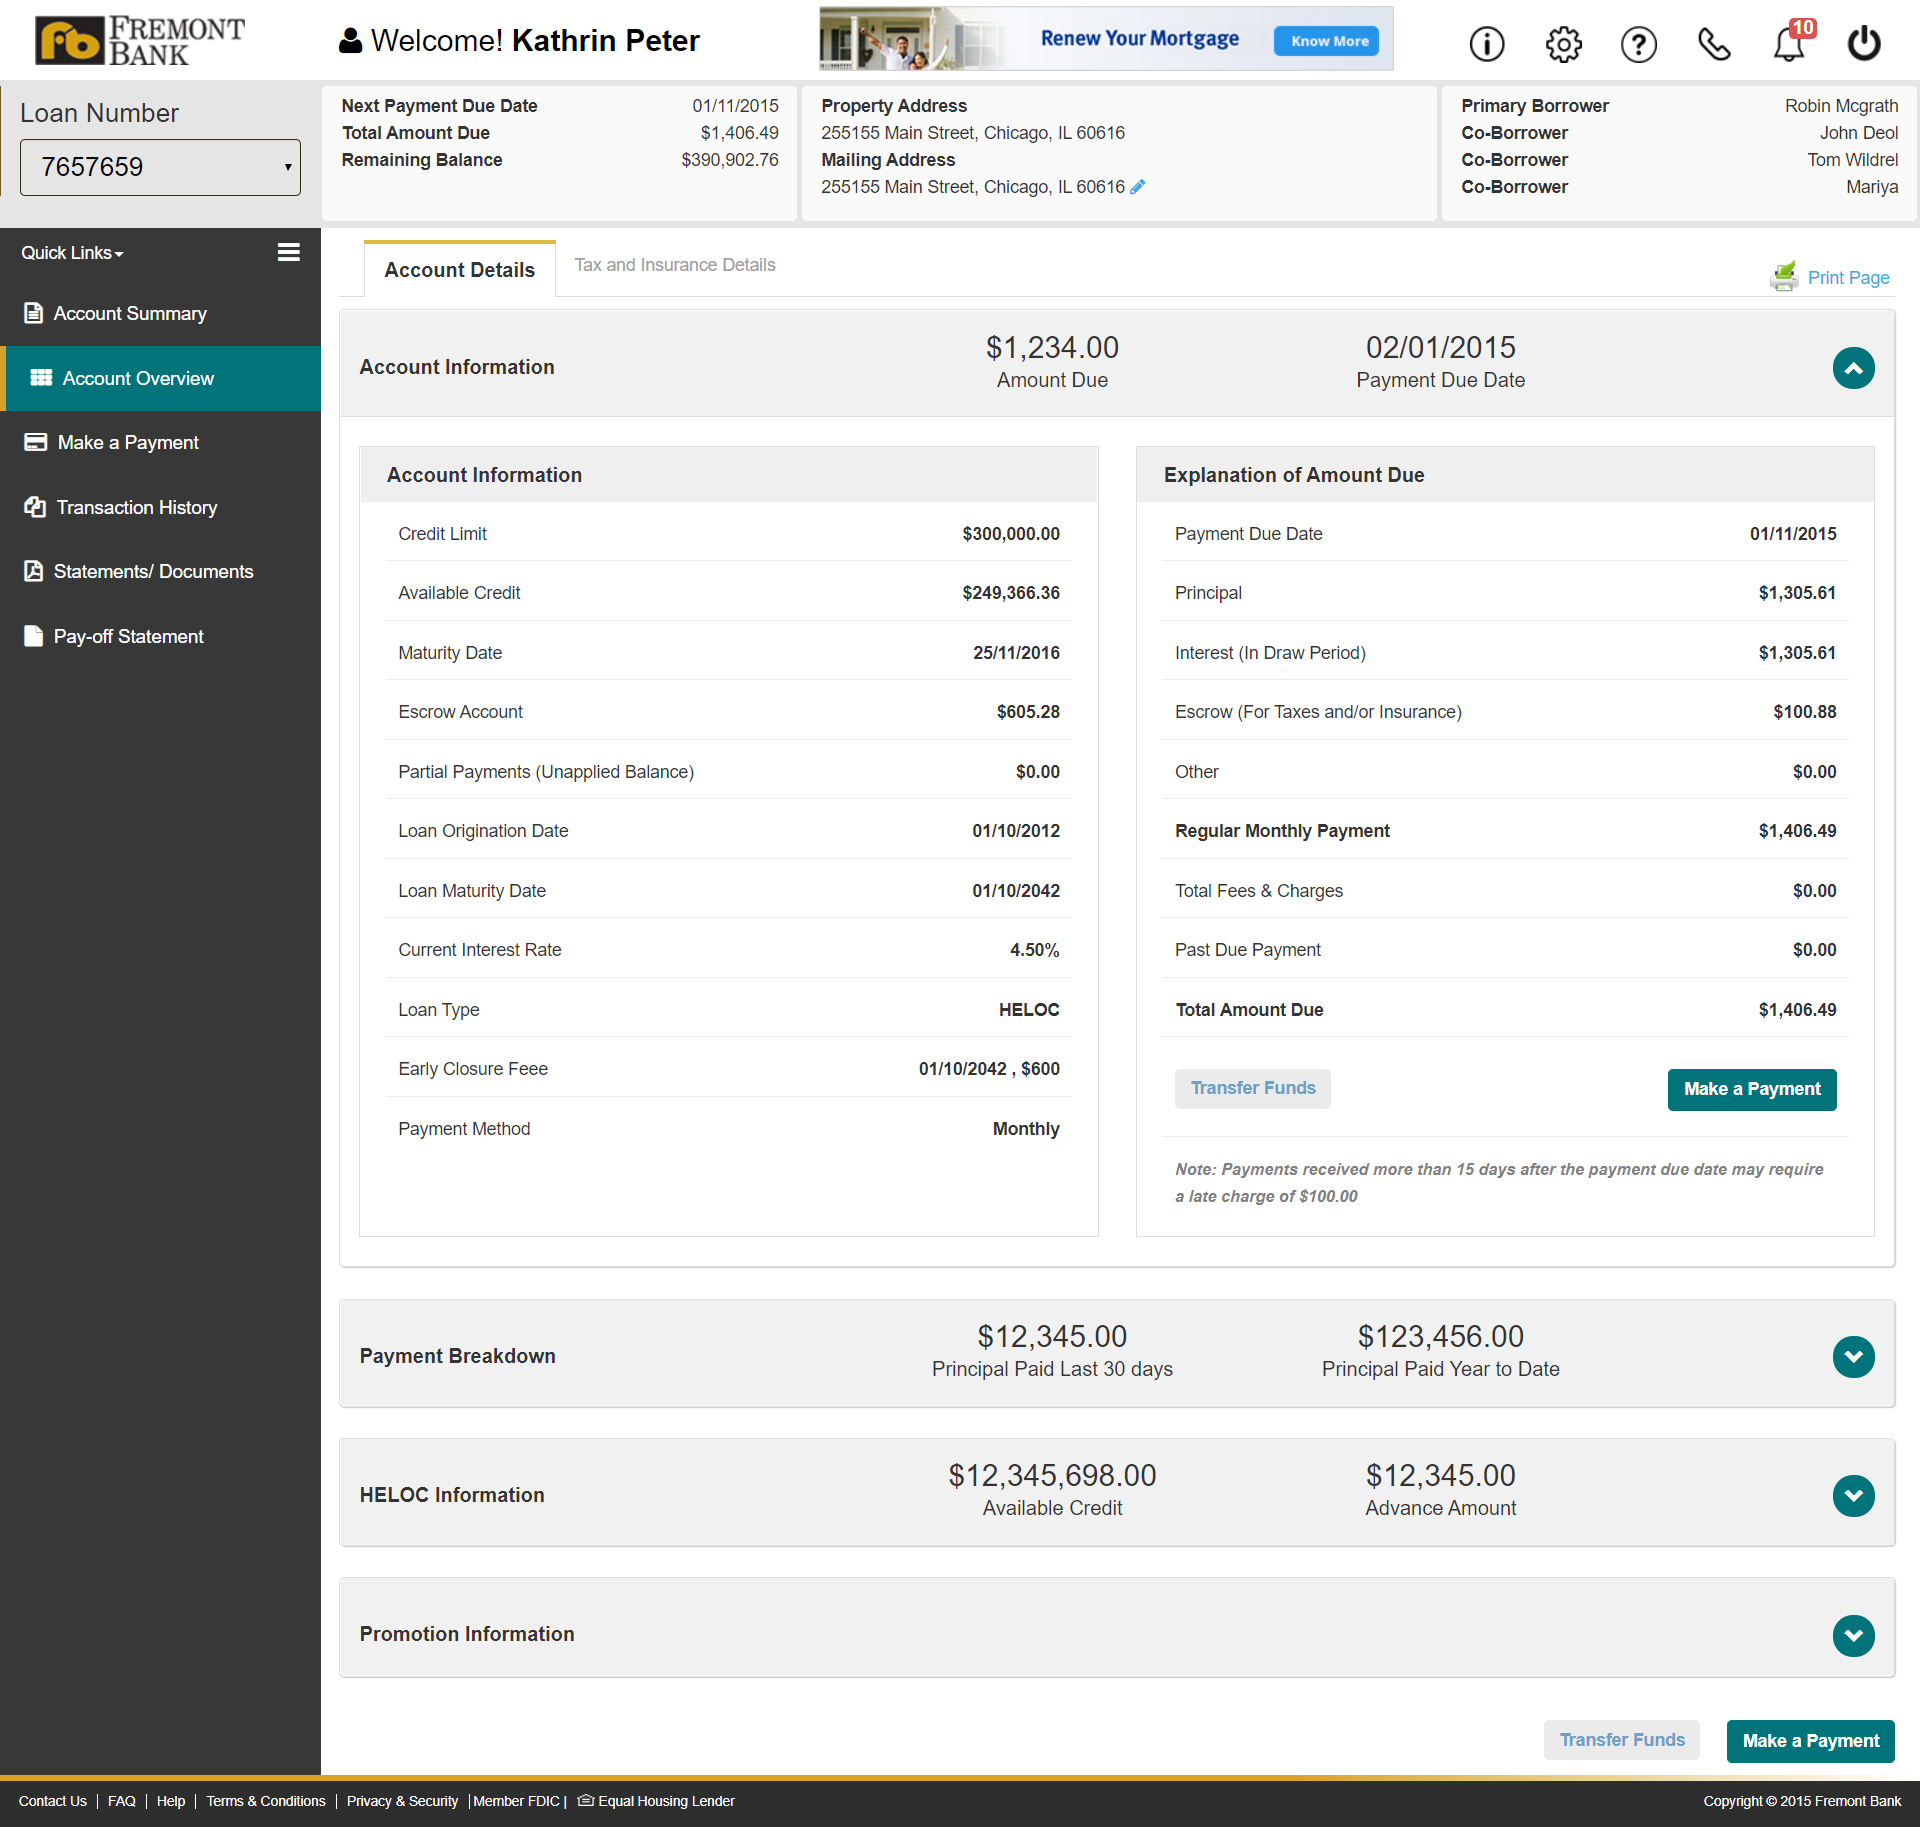 FREMONT
BANK
Welcome! Kathrin Peter
Renew Your Mortgage
Know More
10
Loan Number
7657659
Next Payment Due Date 01/11/2015
Total Amount Due $1,406.49
Remaining Balance $390,902.76
Property Address
255155 Main Street, Chicago, IL 60616
Mailing Address
255155 Main Street, Chicago, IL 60616
Primary Borrower Robin Mcgrath
Co-Borrower John Deol
Co-Borrower Tom Wildrel
Co-Borrower Mariya
Quick Links
Account Summary
Account Overview
Make a Payment
Transaction History
Statements/ Documents
Pay-off Statement
Account Details
Tax and Insurance Details
Print Page
Account Information
$1,234.00
Amount Due
02/01/2015
Payment Due Date
Account Information
Credit Limit $300,000.00
Available Credit $249,366.36
Maturity Date 25/11/2016
Escrow Account $605.28
Partial Payments (Unapplied Balance) $0.00
Loan Origination Date 01/10/2012
Loan Maturity Date 01/10/2042
Current Interest Rate 4.50%
Loan Type HELOC
Early Closure Feee 01/10/2042 , $600
Payment Method Monthly
Explanation of Amount Due
Payment Due Date 01/11/2015
Principal $1,305.61
Interest (In Draw Period) $1,305.61
Escrow (For Taxes and/or Insurance) $100.88
Other $0.00
Regular Monthly Payment $1,406.49
Total Fees & Charges $0.00
Past Due Payment $0.00
Total Amount Due $1,406.49
Transfer Funds
Make a Payment
Note: Payments received more than 15 days after the payment due date may require
a late charge of $100.00
Payment Breakdown
$12,345.00
Principal Paid Last 30 days
$123,456.00
Principal Paid Year to Date
HELOC Information
$12,345,698.00
Available Credit
$12,345.00
Advance Amount
Promotion Information
Transfer Funds
Make a Payment
Contact Us | FAQ | Help | Terms & Conditions | Privacy & Security | Member FDIC | Equal Housing Lender
Copyright © 2015 Fremont Bank